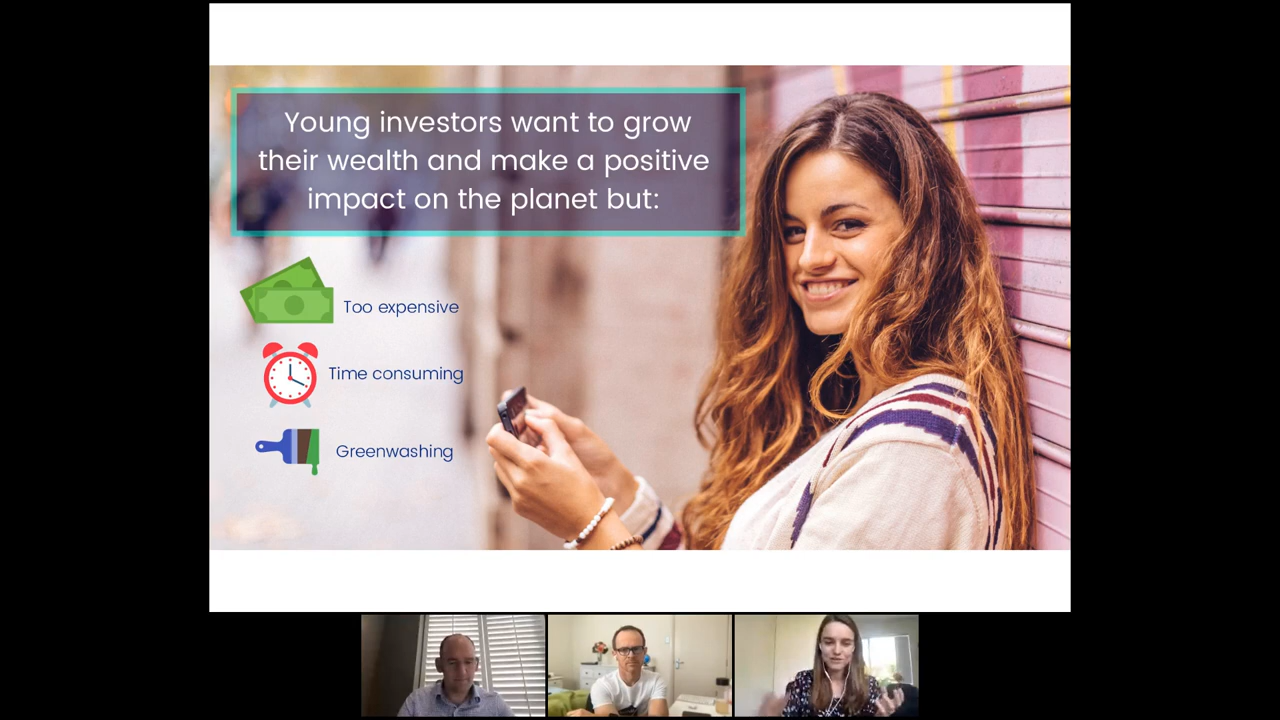 Young investors want to grow
their wealth and make a positive
impact on the planet but:
Too expensive
Time consuming
Greenwashing